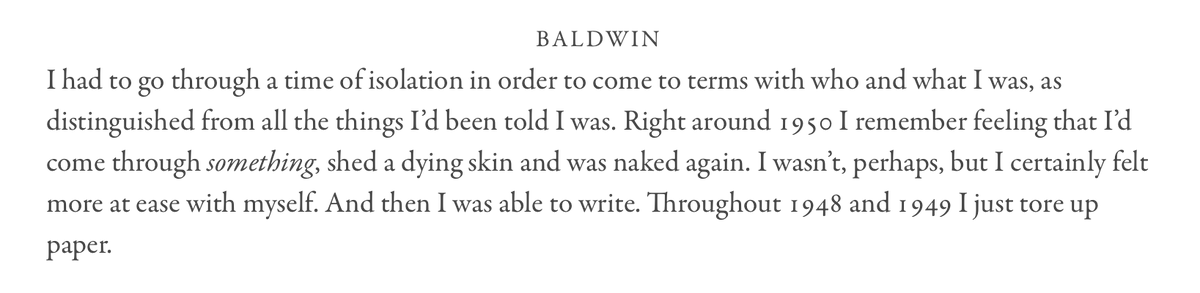 BALDWIN
I had to go through a time of isolation in order to come to terms with who and what I was, as
distinguished from all the things I’d been told I was. Right around 1950 I remember feeling that I’d
come through something, shed a dying skin and was naked again. I wasn’t, perhaps, but I certainly felt
more at ease with myself. And then I was able to write. Throughout 1948 and 1949 I just tore up
paper.